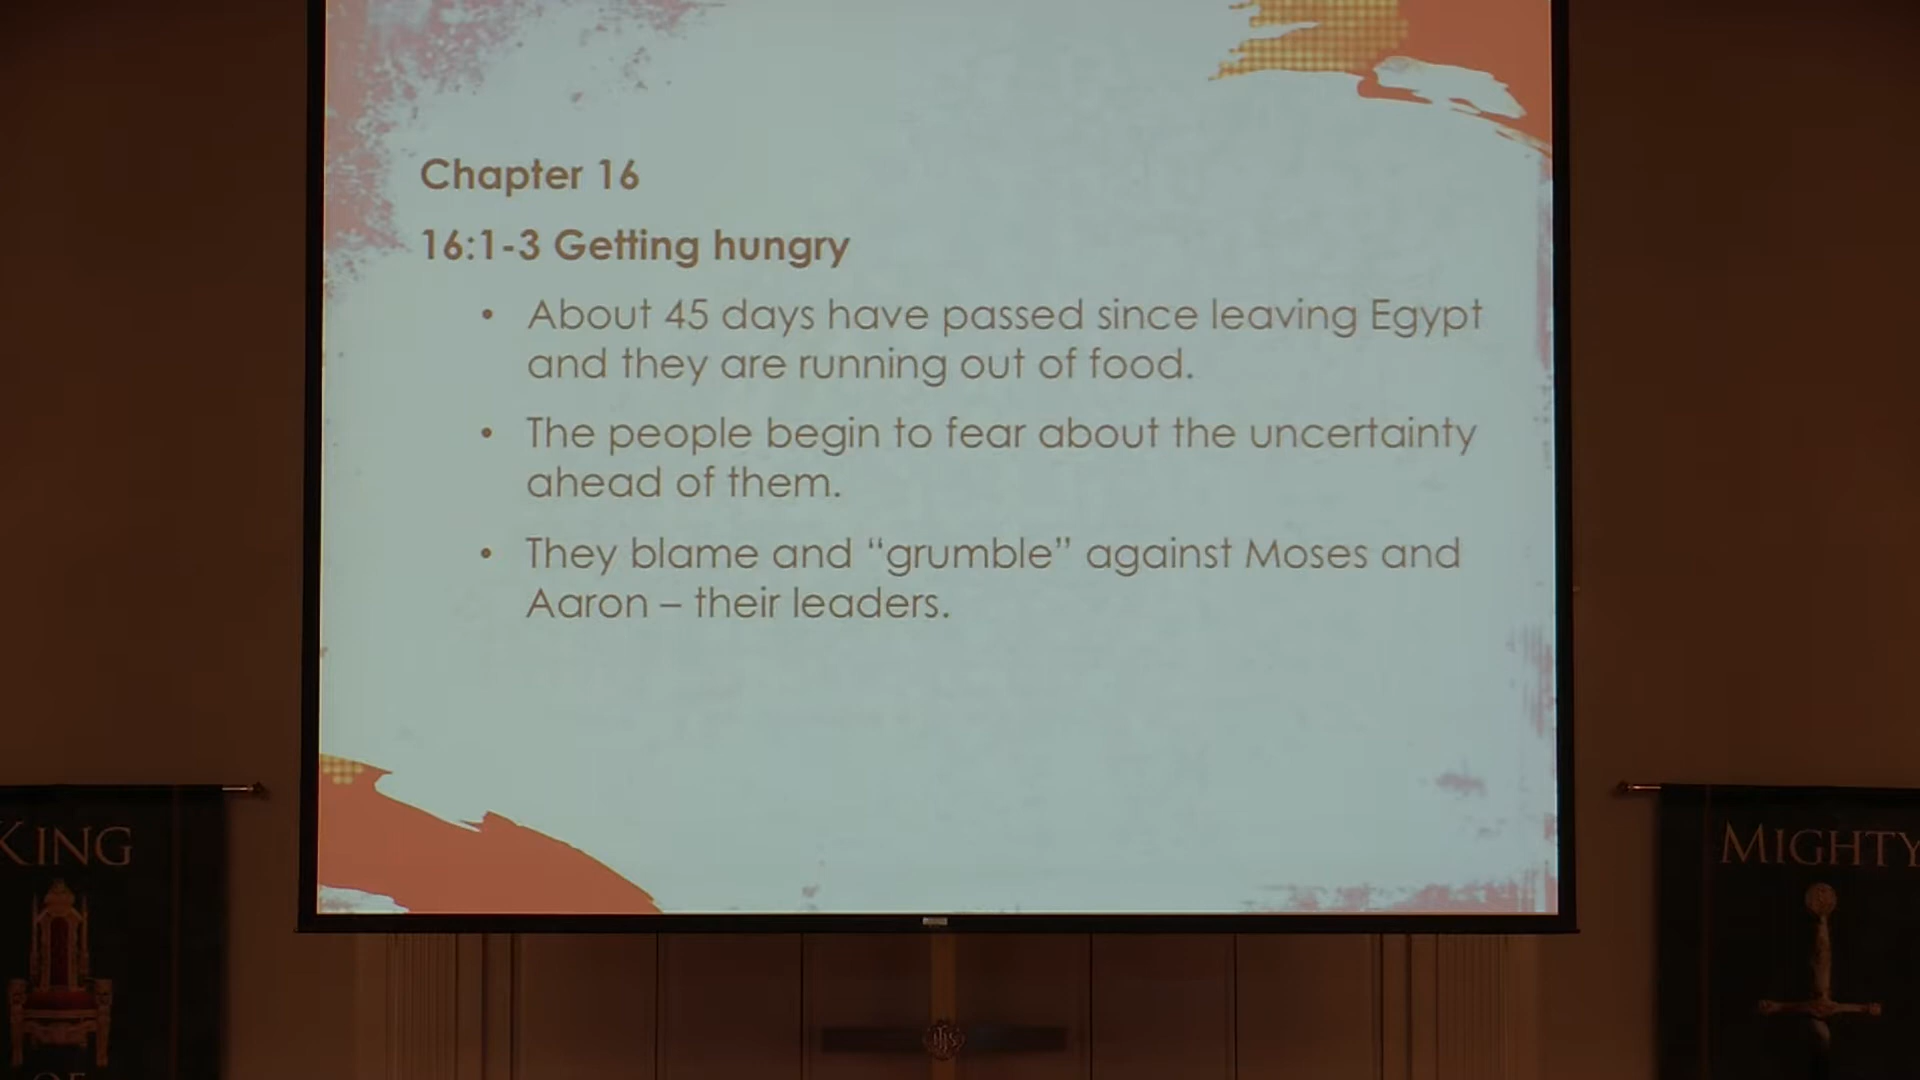 Chapter 16
16:1-3 Getting hungry
• About 45 days have passed since leaving Egypt
and they are running out of food.
• The people begin to fear about the uncertainty
ahead of them.
• They blame and “grumble” against Moses and
Aaron – their leaders.
KING
OF
MIGHTY